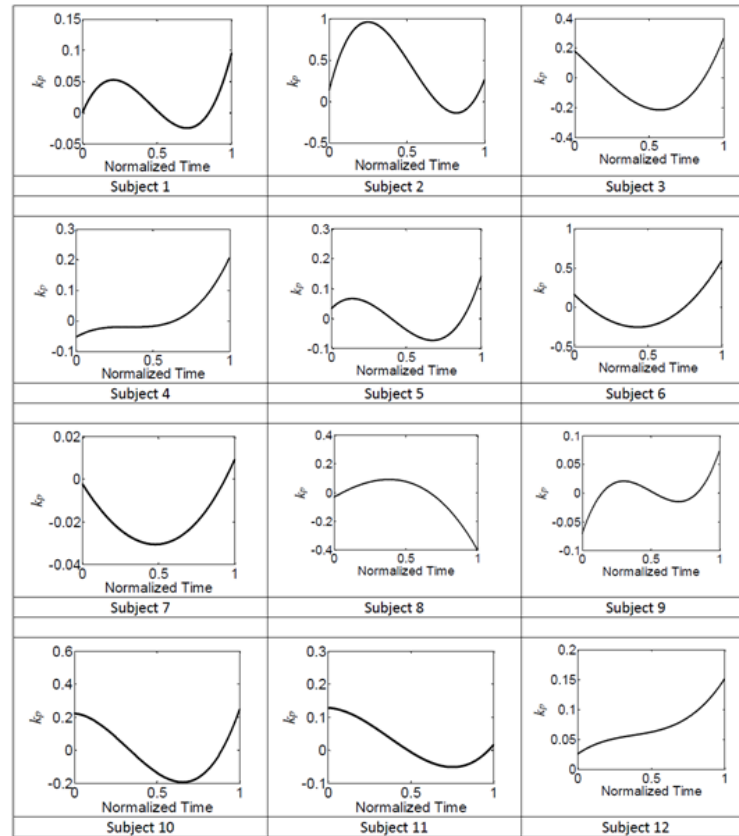 0.15
0.1
0.05
0
-0.05
kp
0 0.5 1
Normalized Time
Subject 1
1
0.5
0
-0.5
kp
0 0.5 1
Normalized Time
Subject 2
0.4
0.2
0
-0.2
-0.4
kp
0 0.5 1
Normalized Time
Subject 3
0.3
0.2
0.1
0
-0.1
kp
0 0.5 1
Normalized Time
Subject 4
0.3
0.2
0.1
0
-0.1
kp
0 0.5 1
Normalized Time
Subject 5
1
0.5
0
-0.5
kp
0 0.5 1
Normalized Time
Subject 6
0.02
0
-0.02
-0.04
kp
0 0.5 1
Normalized Time
Subject 7
0.4
0.2
0
-0.2
-0.4
kp
0 0.5 1
Normalized Time
Subject 8
0.1
0.05
0
-0.05
-0.1
kp
0 0.5 1
Normalized Time
Subject 9
0.6
0.6
0.2
0
-0.2
kp
0 0.5 1
Normalized Time
Subject 10
0.3
0.2
0.1
0
-0.1
kp
0 0.5 1
Normalized Time
Subject 11
0.2
0.15
0.1
0.05
0
kp
0 0.5 1
Normalized Time
Subject 12